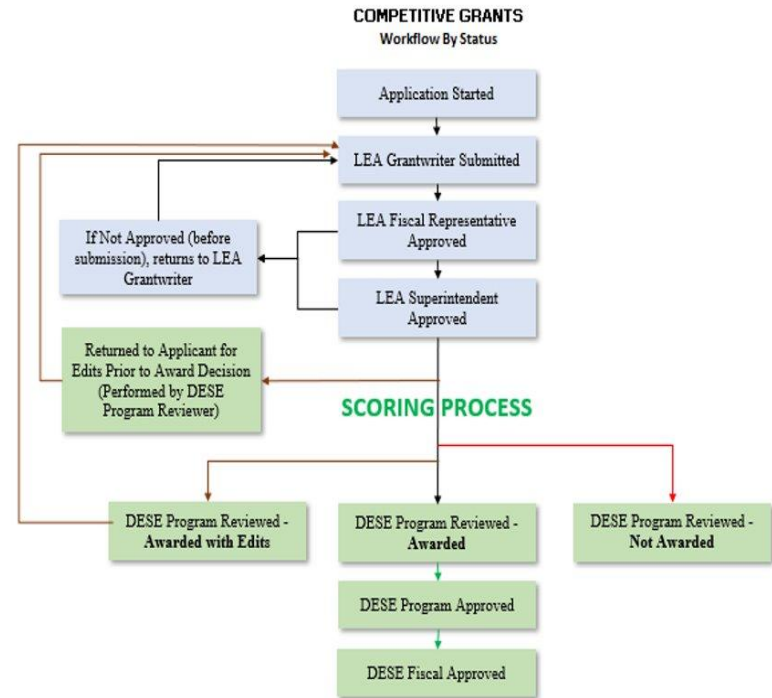 COMPETITIVE GRANTS
Workflow By Status
Application Started
LEA Grantwriter Submitted
LEA Fiscal Representative
Approved
If Not Approved (before
submission), returns to LEA
Grantwriter
LEA Superintendent
Approved
Returned to Applicant for
Edits Prior to Award Decision
(Performed by DESE
Program Reviewer)
SCORING PROCESS
DESE Program Reviewed -
Awarded with Edits
DESE Program Reviewed -
Awarded
DESE Program Reviewed -
Not Awarded
DESE Program Approved
DESE Fiscal Approved